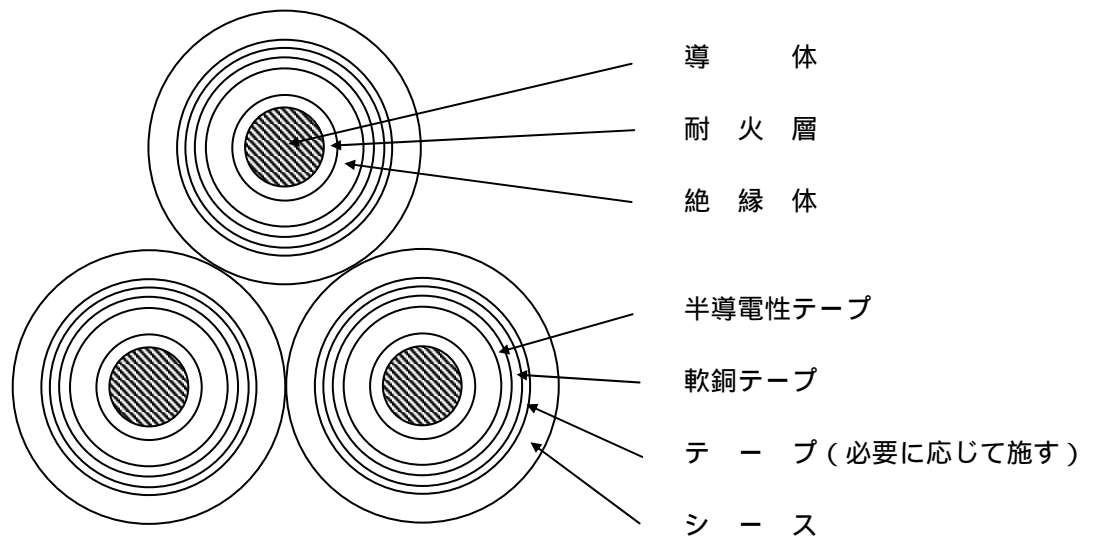 導　　　体
耐　火　層
絶　縁　体
半導電性テープ
軟銅テープ
テ　ー　プ（必要に応じて施す）
シ　ー　ス